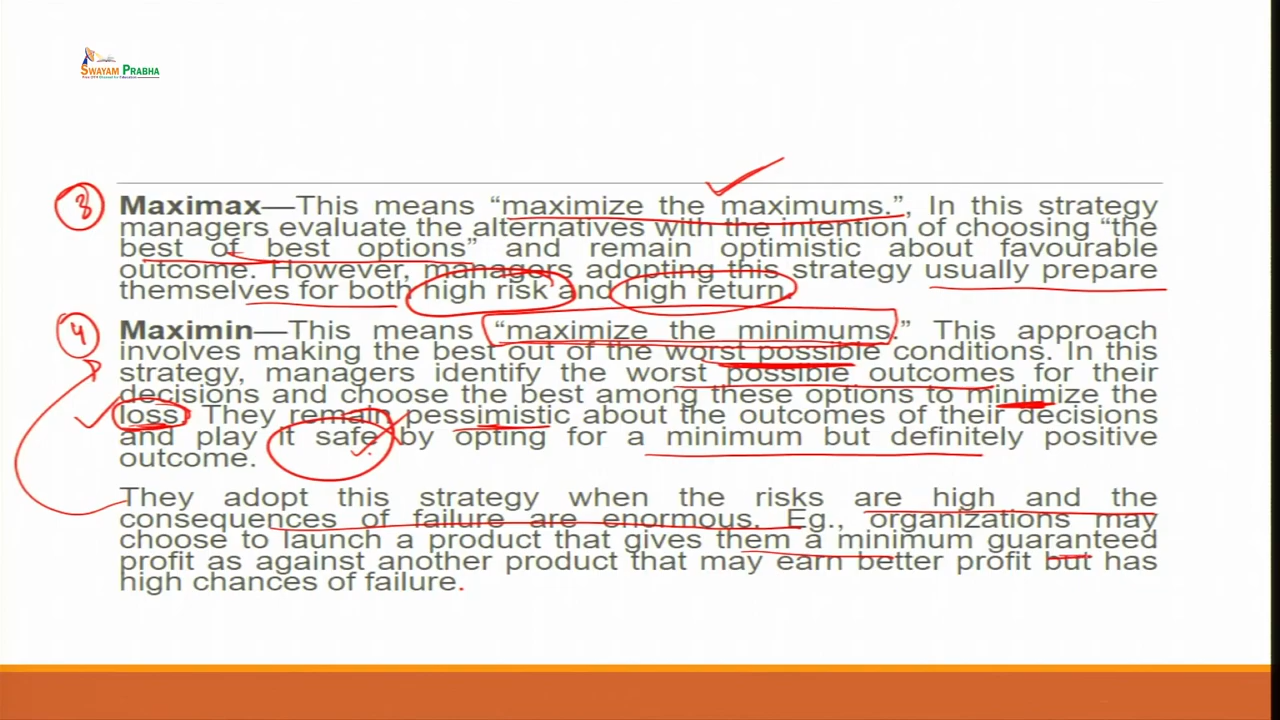 SWAYAM PRABHA
3
Maximax—This means “maximize the maximums.”, In this strategy
managers evaluate the alternatives with the intention of choosing “the
best of best options” and remain optimistic about favourable
outcome. However, managers adopting this strategy usually prepare
themselves for both high risk and high return.
4
Maximin—This means “maximize the minimums.” This approach
involves making the best out of the worst possible conditions. In this
strategy, managers identify the worst possible outcomes for their
decisions and choose the best among these options to minimize the
loss. They remain pessimistic about the outcomes of their decisions
and play it safe by opting for a minimum but definitely positive
outcome.
They adopt this strategy when the risks are high and the
consequences of failure are enormous. Eg., organizations may
choose to launch a product that gives them a minimum guaranteed
profit as against another product that may earn better profit but has
high chances of failure.